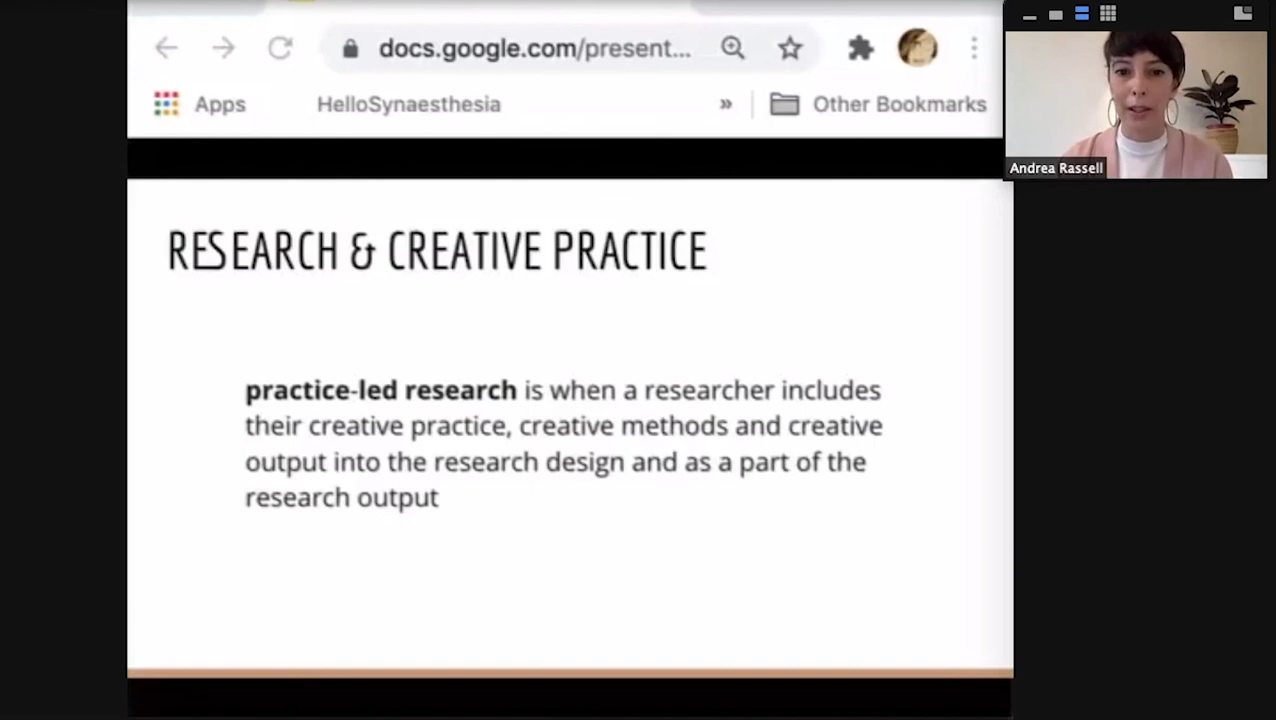 docs.google.com/present...
Apps
HelloSynaesthesia
»
Other Bookmarks
Andrea Rassell
RESEARCH & CREATIVE PRACTICE
practice-led research is when a researcher includes
their creative practice, creative methods and creative
output into the research design and as a part of the
research output